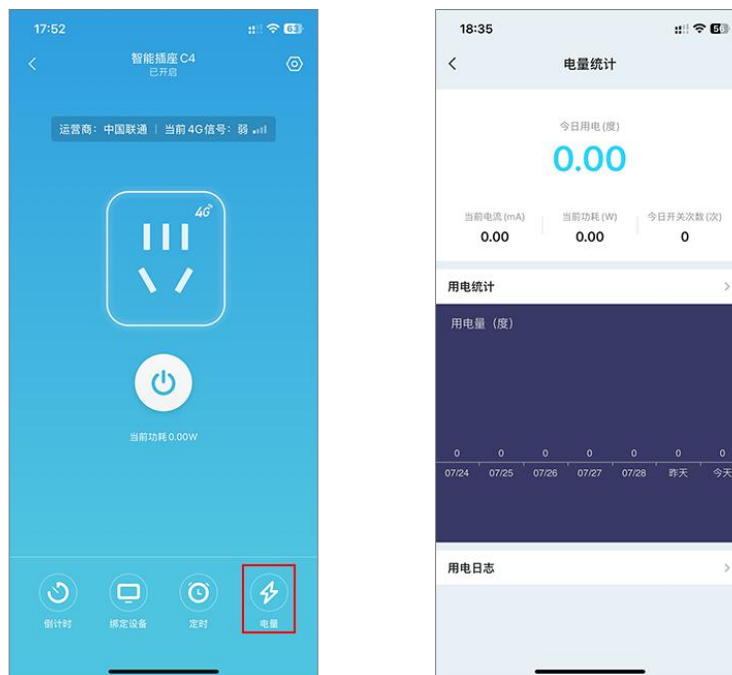 17:52
63
智能插座 C4
已开启
运营商：中国联通 | 当前4G信号：弱
4G
当前功耗0.00W
倒计时
绑定设备
定时
电量
18:35
电量统计
今日用电(度)
0.00
当前电流(mA) 当前功耗(W) 今日开关次数(次)
0.00 0.00 0
用电统计
用电量（度）
0 0 0 0 0 0 0
07/24 07/25 07/26 07/27 07/28 昨天 今天
用电日志